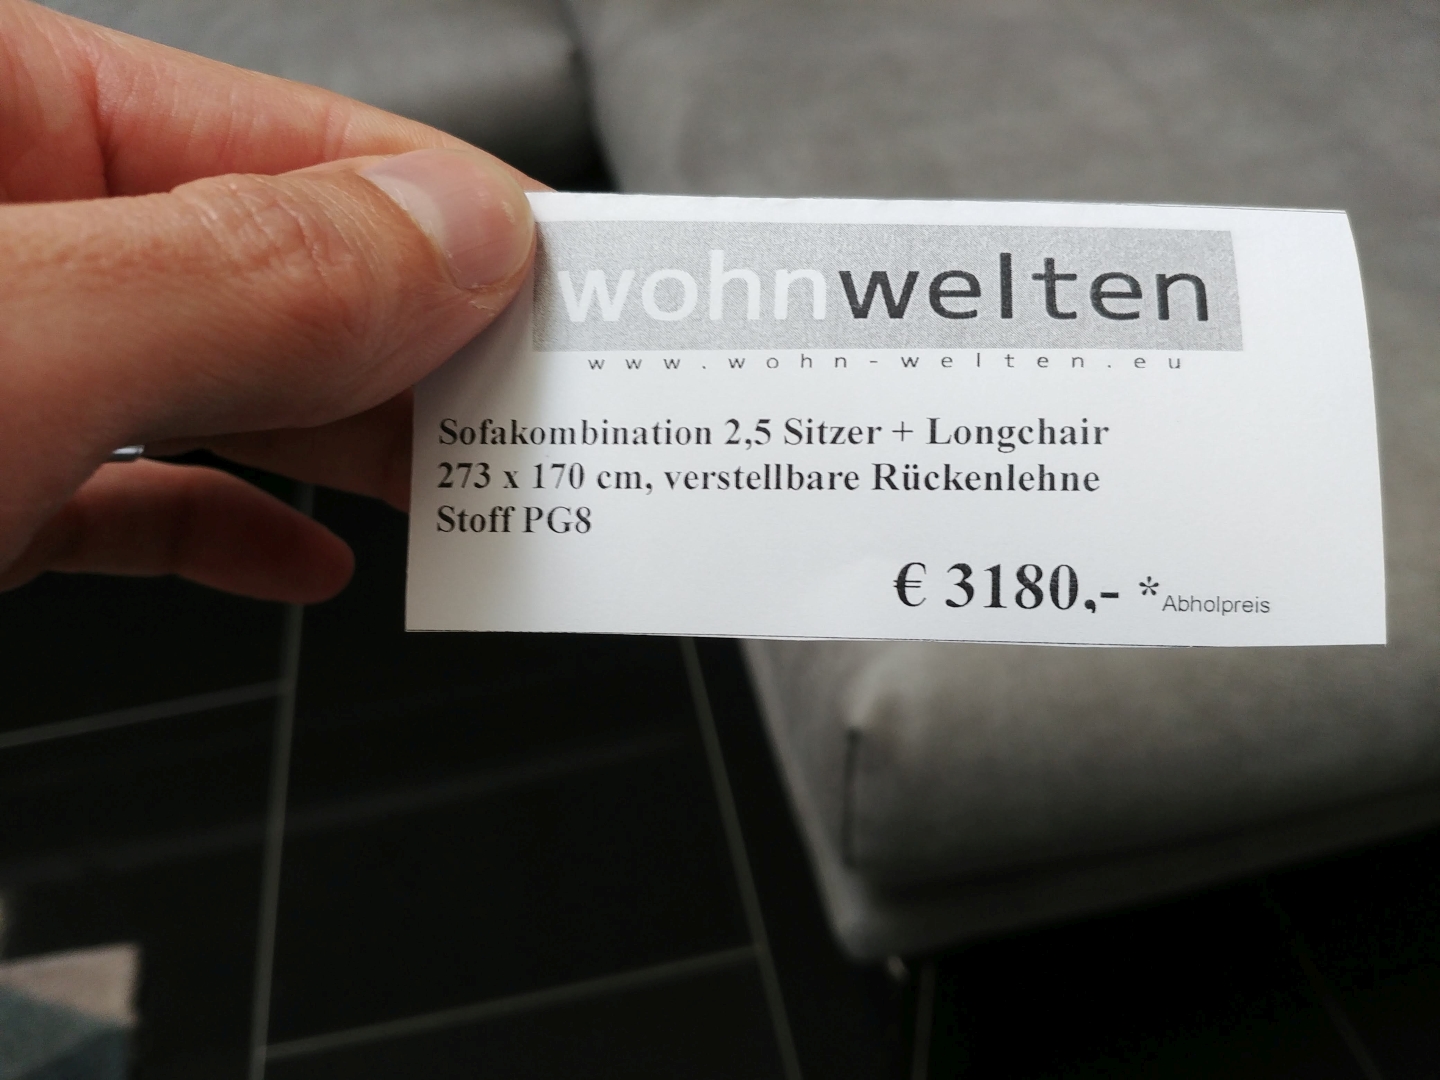 wohnwelten
www.wohn-welten.eu
Sofakombination 2,5 Sitzer + Longchair
273 x 170 cm, verstellbare Rückenlehne
Stoff PG8
€ 3180,- *Abholpreis